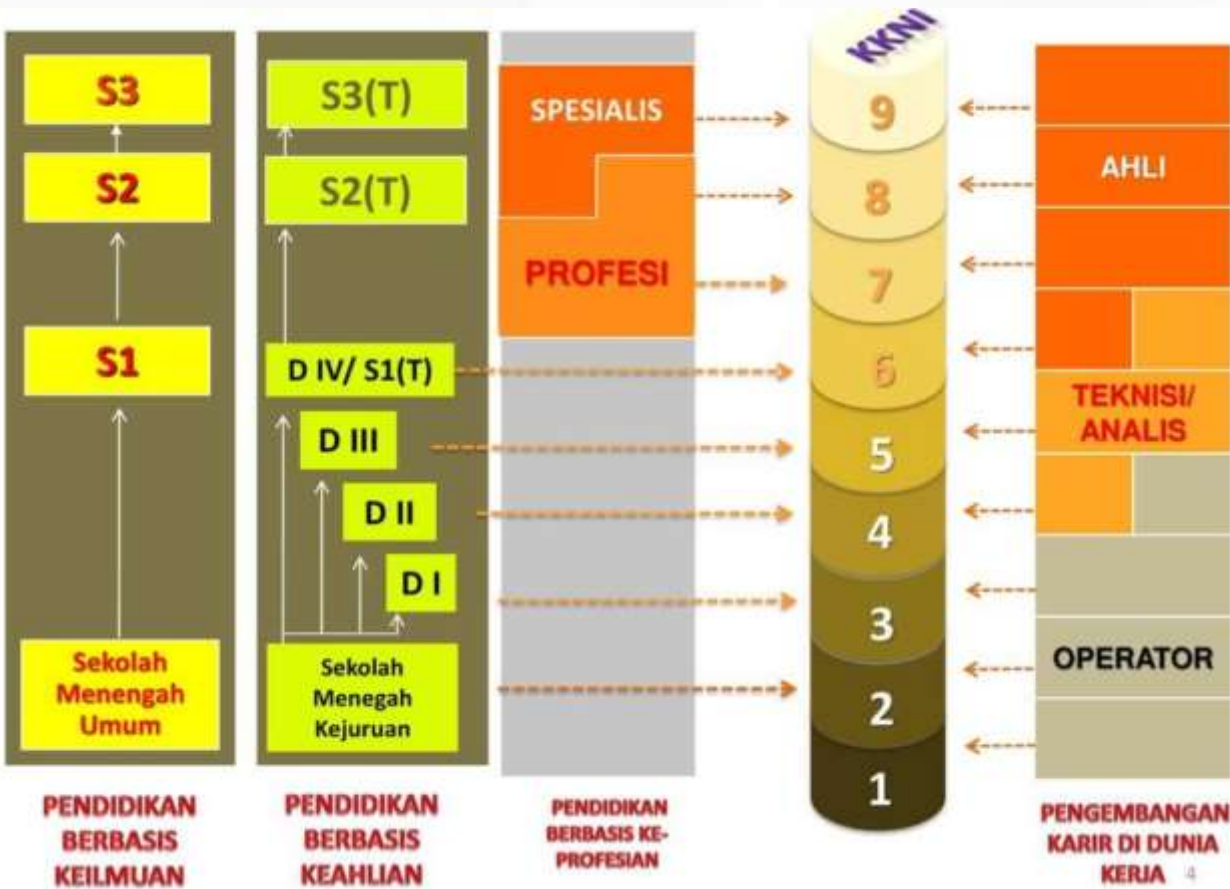 S3
S2
S1
Sekolah
Menengah
Umum
PENDIDIKAN
BERBASIS
KEILMUAN
S3(T)
S2(T)
D IV/ S1(T)
D III
D II
D I
Sekolah
Menegah
Kejuruan
PENDIDIKAN
BERBASIS
KEAHLIAN
SPESIALIS
PROFESI
PENDIDIKAN
BERBASIS KE-
PROFESIAN
KKNI
9
8
7
6
5
4
3
2
1
AHLI
TEKNISI/
ANALIS
OPERATOR
PENGEMBANGAN
KARIR DI DUNIA
KERJA 4